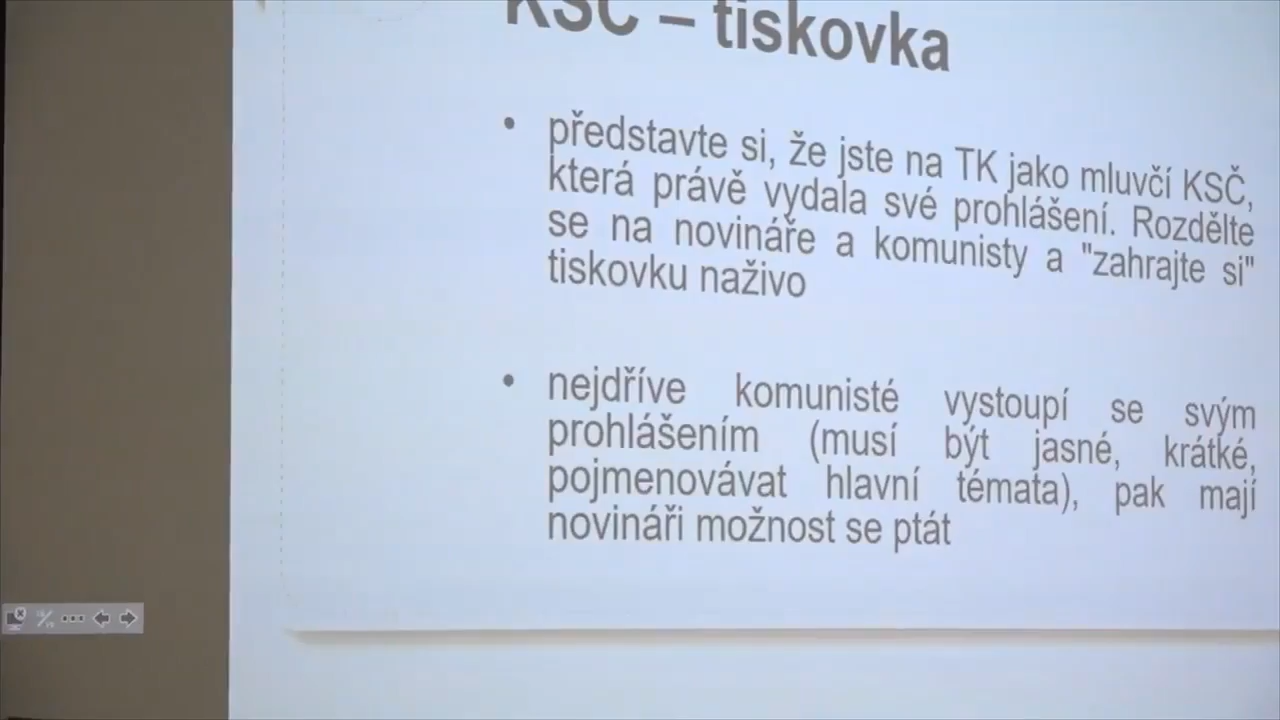 KSČ – tiskovka
• představte si, že jste na TK jako mluvčí KSČ,
která právě vydala své prohlášení. Rozdělte
se na novináře a komunisty a "zahrajte si"
tiskovku naživo
• nejdříve komunisté vystoupí se svým
prohlášením (musí být jasné, krátké,
pojmenovávat hlavní témata), pak mají
novináři možnost se ptát